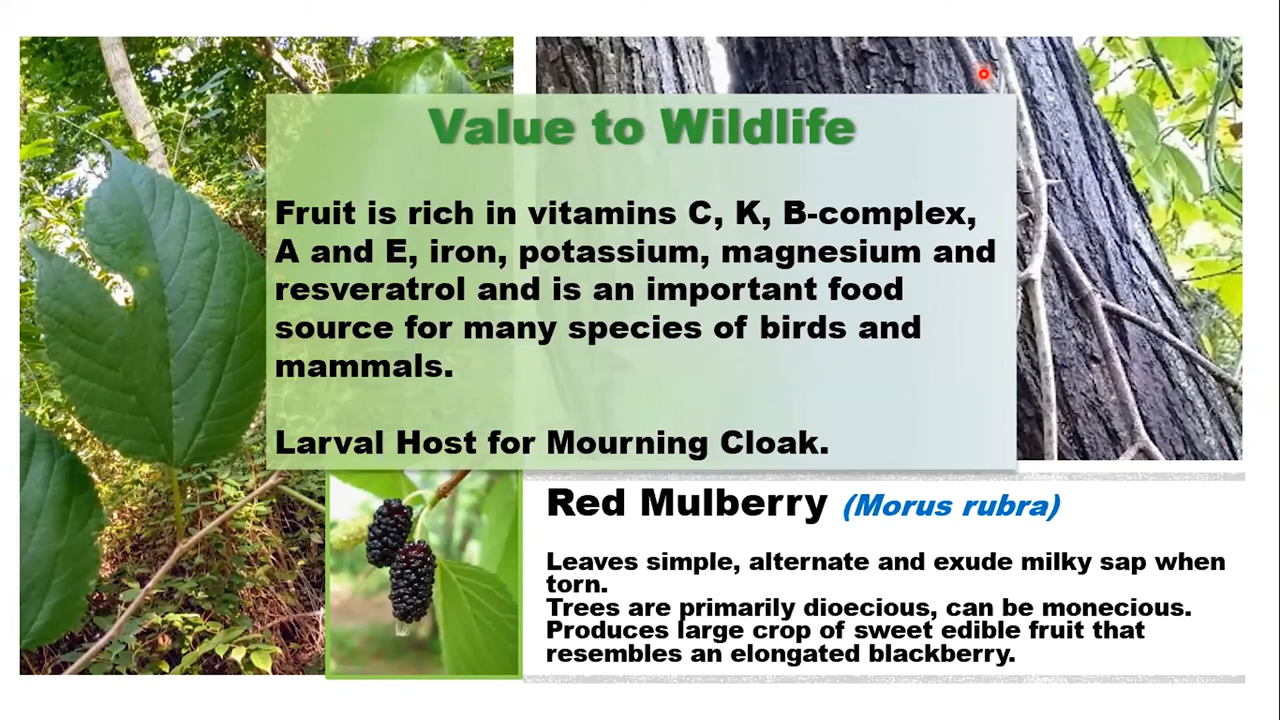 Value to Wildlife
Fruit is rich in vitamins C, K, B-complex,
A and E, iron, potassium, magnesium and
resveratrol and is an important food
source for many species of birds and
mammals.
Larval Host for Mourning Cloak.
Red Mulberry (Morus rubra)
Leaves simple, alternate and exude milky sap when
torn.
Trees are primarily dioecious, can be monecious.
Produces large crop of sweet edible fruit that
resembles an elongated blackberry.